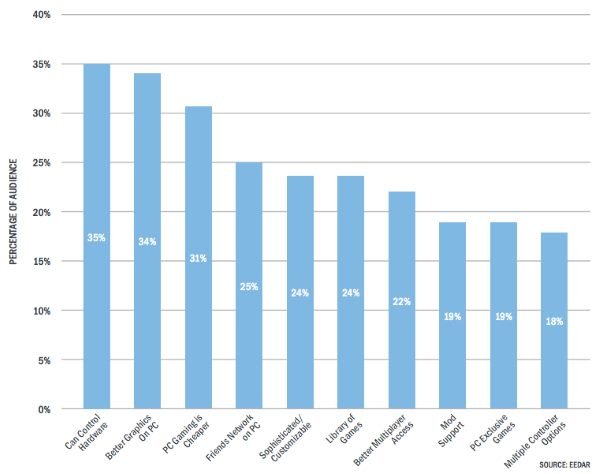 40%
35%
30%
25%
20%
15%
10%
5%
0%
PERCENTAGE OF AUDIENCE
35%
34%
31%
25%
24%
24%
22%
19%
19%
18%
Can Control
Hardware
Better Graphics
On PC
PC Gaming is
Cheaper
Friends Network
on PC
Sophisticated/
Customizable
Library of
Games
Better Multiplayer
Access
Mod
Support
PC Exclusive
Games
Multiple Controller
Options
SOURCE: EEDAR